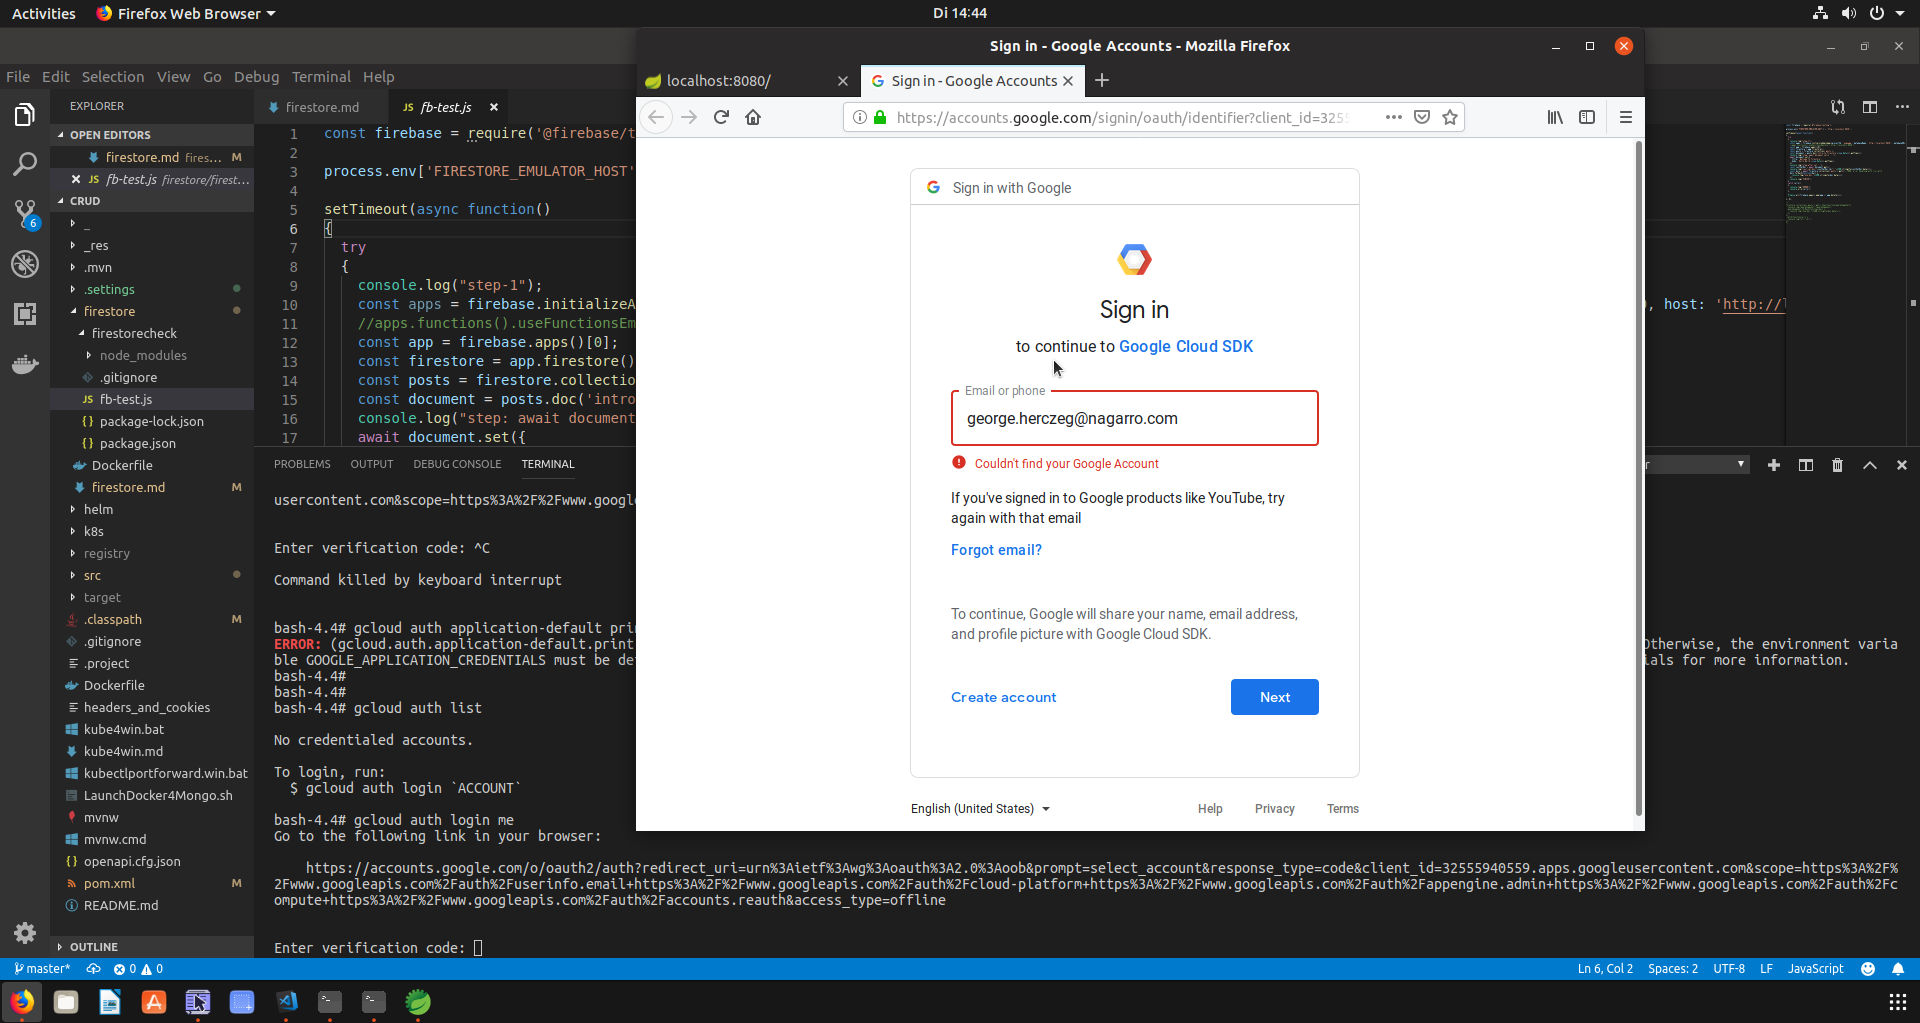 Activities
Firefox Web Browser
Di 14:44
Sign in - Google Accounts - Mozilla Firefox
File Edit Selection View Go Debug Terminal Help
localhost:8080/
Sign in - Google Accounts
https://accounts.google.com/signin/oauth/identifier?client_id=325
EXPLORER
OPEN EDITORS
firestore.md fires... M
JS fb-test.js firestore/firest...
CRUD
_
_res
.mvn
.settings
firestore
firestorecheck
node_modules
.gitignore
JS fb-test.js
{} package-lock.json
{} package.json
Dockerfile
firestore.md M
helm
k8s
registry
src
target
.classpath M
.gitignore
.project
Dockerfile
headers_and_cookies
kube4win.bat
kube4win.md
kubectlportforward.win.bat
LaunchDocker4Mongo.sh
mvnw
mvnw.cmd
{} openapi.cfg.json
pom.xml M
README.md
OUTLINE
6
firestore.md
JS fb-test.js
1 const firebase = require('@firebase/t
2
3 process.env['FIRESTORE_EMULATOR_HOST'
4
5 setTimeout(async function()
6 {
7 try
8 {
9 console.log("step-1");
10 const apps = firebase.initializeA
11 //apps.functions().useFunctionsEm
12 const app = firebase.apps()[0];
13 const firestore = app.firestore()
14 const posts = firestore.collectio
15 const document = posts.doc('intro
16 console.log("step: await document
17 await document.set({
), host: 'http://l
Sign in with Google
Sign in
to continue to Google Cloud SDK
Email or phone
george.herczeg@nagarro.com
Couldn't find your Google Account
If you've signed in to Google products like YouTube, try
again with that email
Forgot email?
To continue, Google will share your name, email address,
and profile picture with Google Cloud SDK.
Create account
Next
English (United States)
Help
Privacy
Terms
PROBLEMS OUTPUT DEBUG CONSOLE TERMINAL
r
usercontent.com&scope=https%3A%2F%2Fwww.googl
Enter verification code: ^C
Command killed by keyboard interrupt
bash-4.4# gcloud auth application-default pri
ERROR: (gcloud.auth.application-default.print
Otherwise, the environment varia
ble GOOGLE_APPLICATION_CREDENTIALS must be de
ials for more information.
bash-4.4#
bash-4.4#
bash-4.4# gcloud auth list
No credentialed accounts.
To login, run:
$ gcloud auth login `ACCOUNT`
bash-4.4# gcloud auth login me
Go to the following link in your browser:
https://accounts.google.com/o/oauth2/auth?redirect_uri=urn%3Aietf%3Awg%3Aoauth%3A2.0%3Aoob&prompt=select_account&response_type=code&client_id=32555940559.apps.googleusercontent.com&scope=https%3A%2F%
2Fwww.googleapis.com%2Fauth%2Fuserinfo.email+https%3A%2F%2Fwww.googleapis.com%2Fauth%2Fcloud-platform+https%3A%2F%2Fwww.googleapis.com%2Fauth%2Fappengine.admin+https%3A%2F%2Fwww.googleapis.com%2Fauth%2Fc
ompute+https%3A%2F%2Fwww.googleapis.com%2Fauth%2Faccounts.reauth&access_type=offline
Enter verification code:
master* 0 0
Ln 6, Col 2 Spaces: 2 UTF-8 LF JavaScript